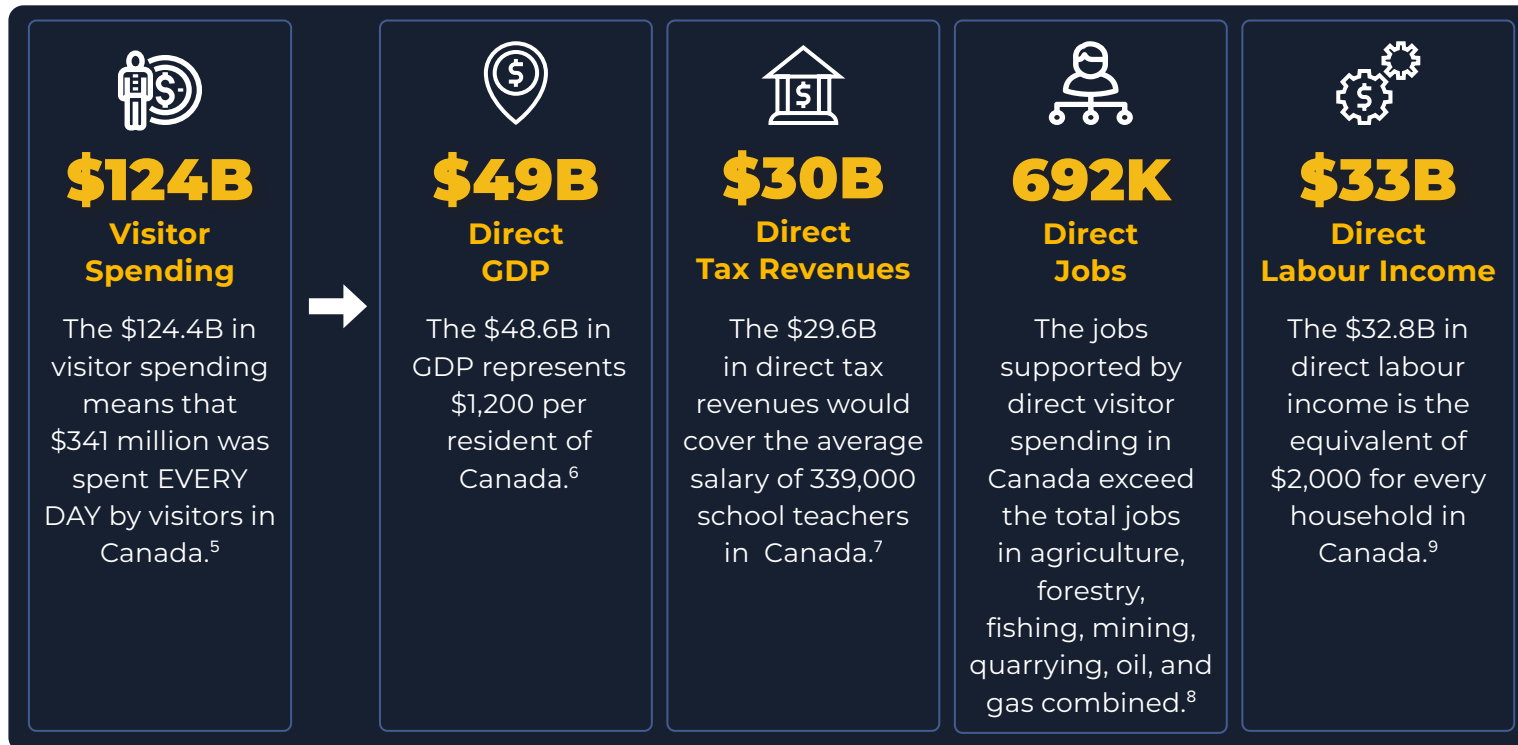 $124B
Visitor
Spending
The $124.4B in
visitor spending
means that
$341 million was
spent EVERY
DAY by visitors in
Canada.5
$49B
Direct
GDP
The $48.6B in
GDP represents
$1,200 per
resident of
Canada.6
$30B
Direct
Tax Revenues
The $29.6B
in direct tax
revenues would
cover the average
salary of 339,000
school teachers
in Canada.7
692K
Direct
Jobs
The jobs
supported by
direct visitor
spending in
Canada exceed
the total jobs
in agriculture,
forestry,
fishing, mining,
quarrying, oil, and
gas combined.8
$33B
Direct
Labour Income
The $32.8B in
direct labour
income is the
equivalent of
$2,000 for every
household in
Canada.9